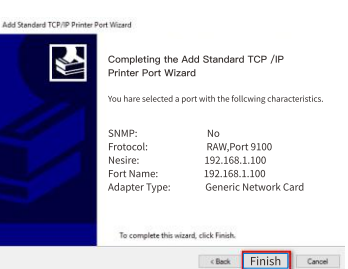 Add Standard TCP/IP Printer Port Wizard
Completing the Add Standard TCP /IP
Printer Port Wizard
You hare selected a port with the follcwing characteristics.
SNMP: No
Frotocol: RAW,Port 9100
Nesire: 192.168.1.100
Fort Name: 192.168.1.100
Adapter Type: Generic Network Card
To complete this wizard, click Finish.
< Back Finish Cancel